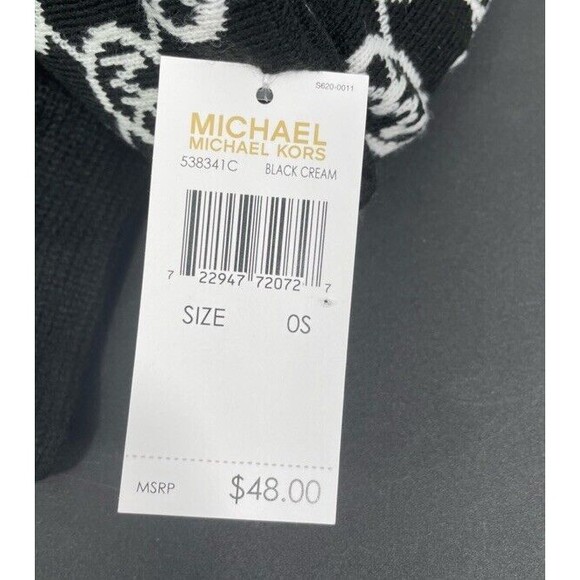 S620-0011
MICHAEL
MICHAEL KORS
538341C BLACK CREAM
7 22947 72072 7
SIZE OS
MSRP $48.00